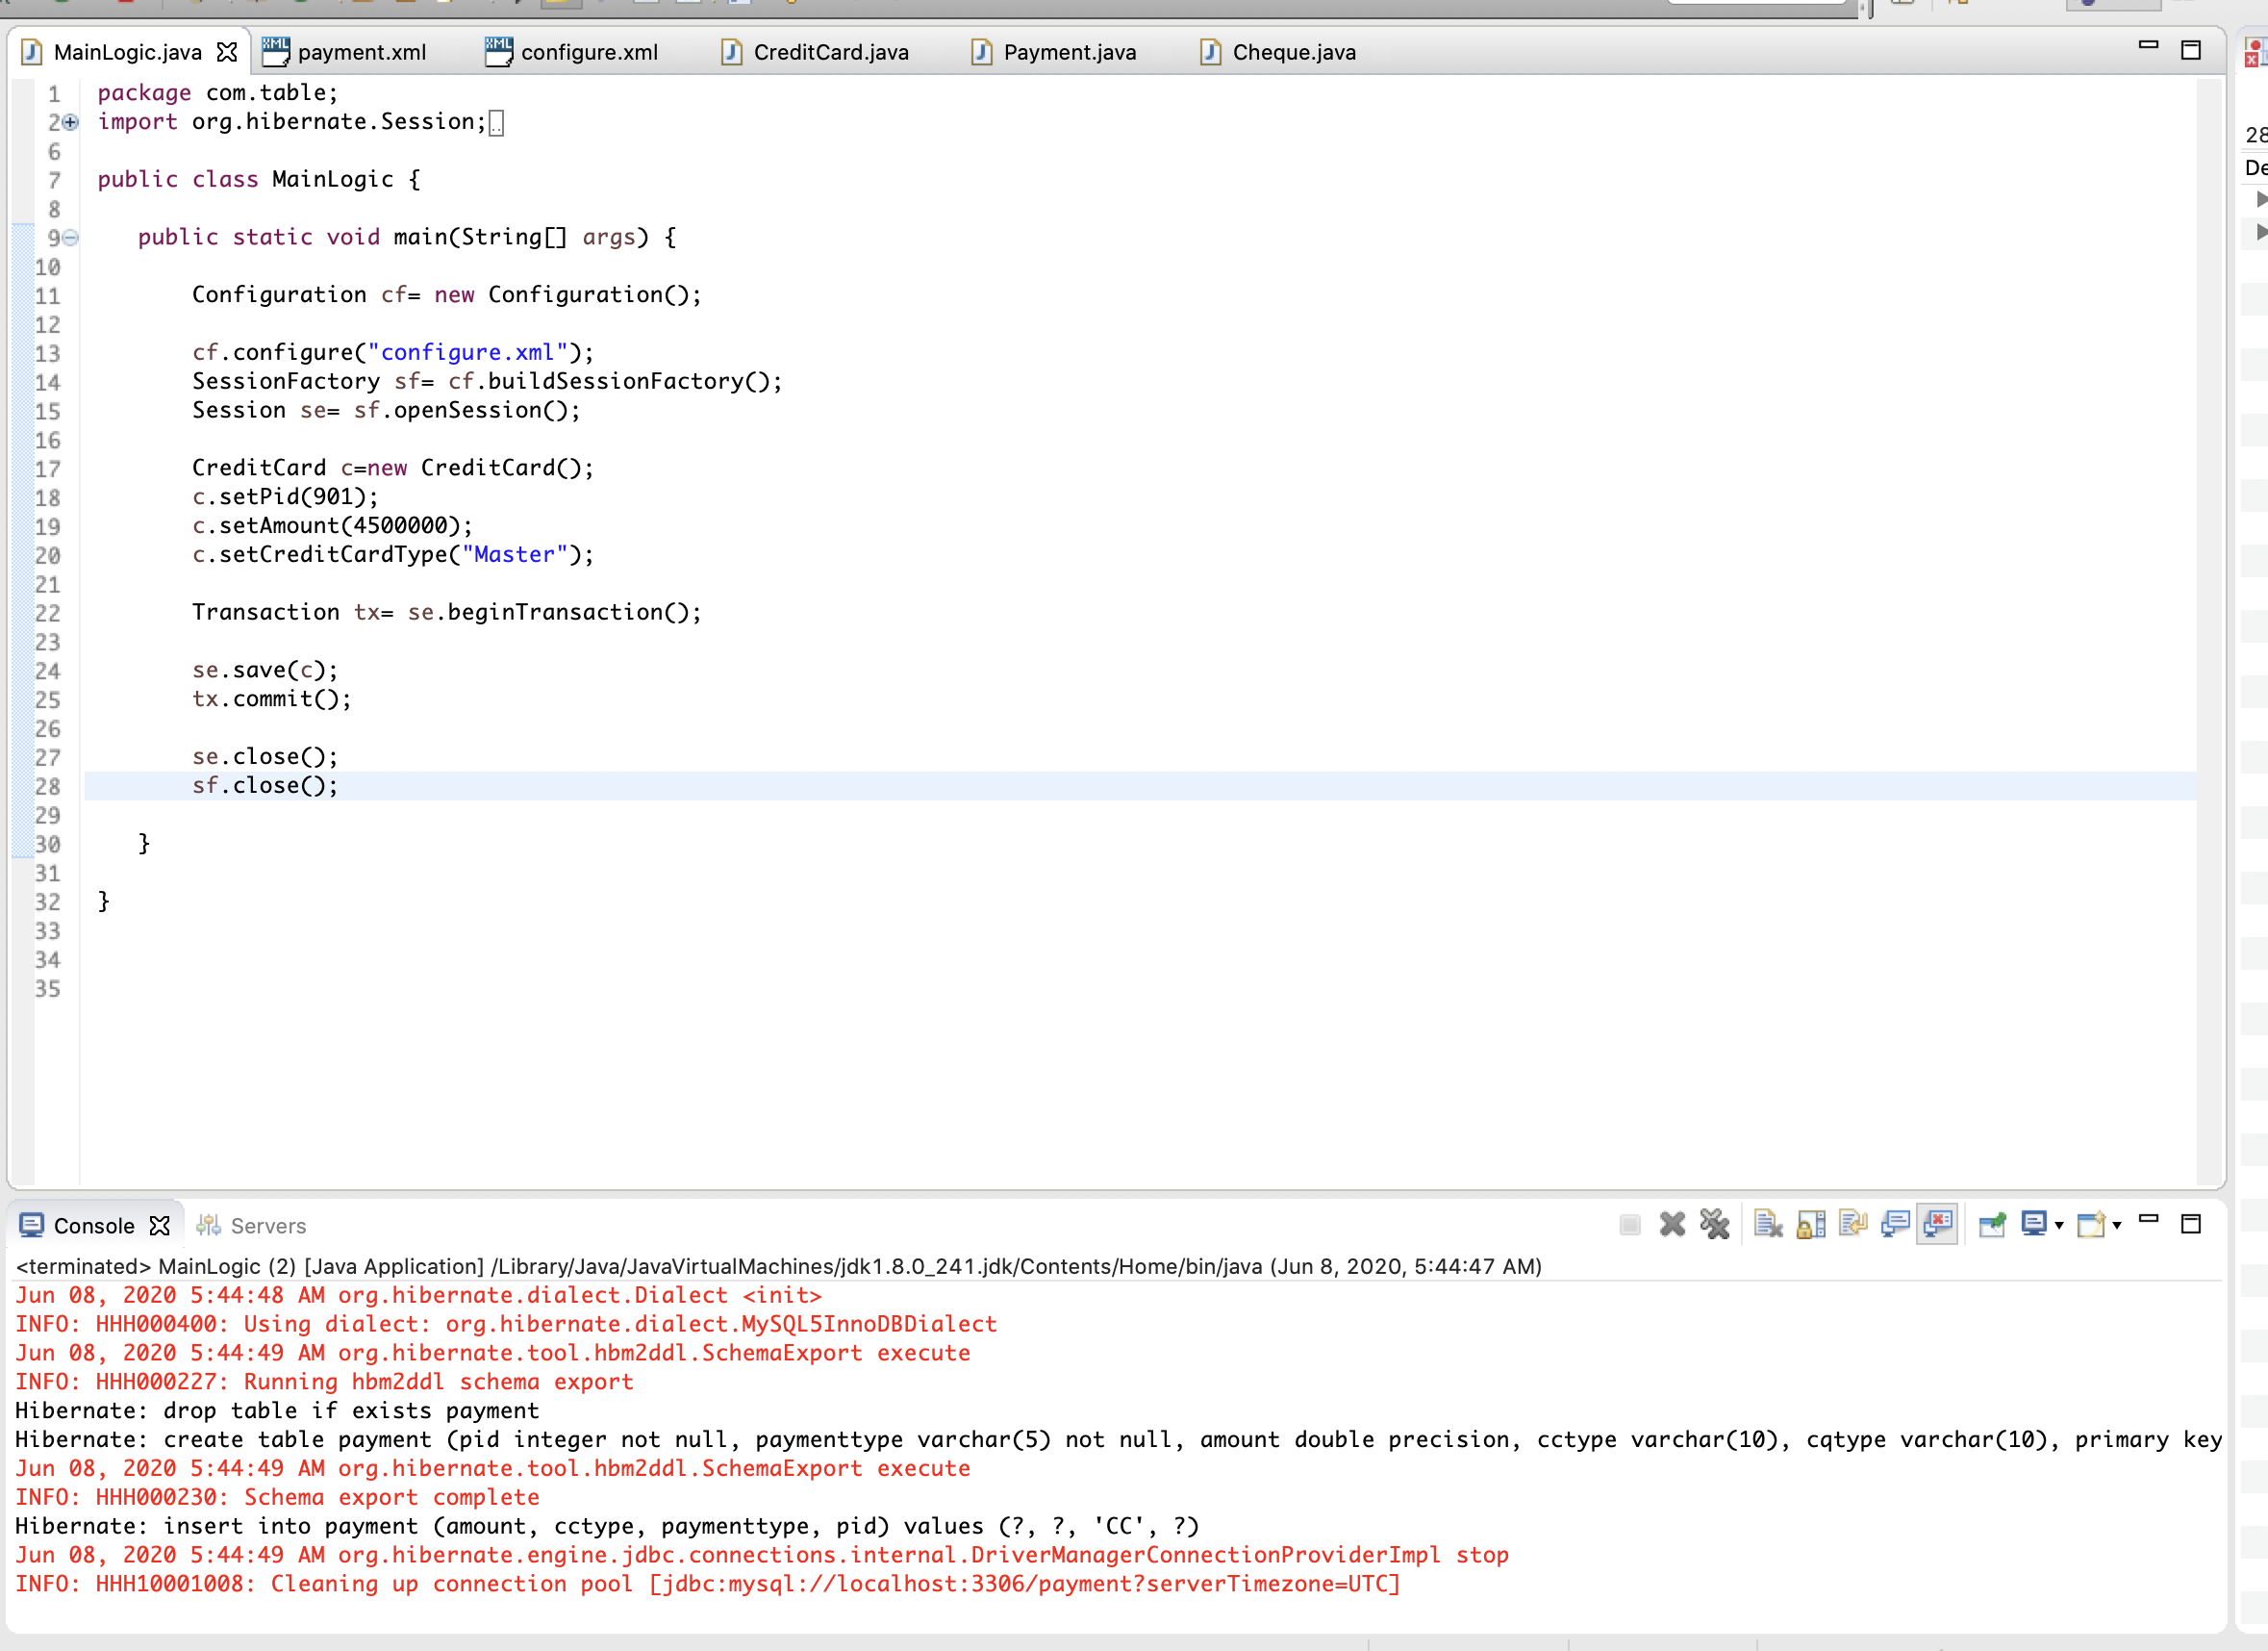 MainLogic.java payment.xml configure.xml CreditCard.java Payment.java Cheque.java
1 package com.table;
2 import org.hibernate.Session;
6
7 public class MainLogic {
8
9 public static void main(String[] args) {
10
11 Configuration cf= new Configuration();
12
13 cf.configure("configure.xml");
14 SessionFactory sf= cf.buildSessionFactory();
15 Session se= sf.openSession();
16
17 CreditCard c=new CreditCard();
18 c.setPid(901);
19 c.setAmount(4500000);
20 c.setCreditCardType("Master");
21
22 Transaction tx= se.beginTransaction();
23
24 se.save(c);
25 tx.commit();
26
27 se.close();
28 sf.close();
29
30 }
31
32 }
33
34
35
28
De
Console Servers
<terminated> MainLogic (2) [Java Application] /Library/Java/JavaVirtualMachines/jdk1.8.0_241.jdk/Contents/Home/bin/java (Jun 8, 2020, 5:44:47 AM)
Jun 08, 2020 5:44:48 AM org.hibernate.dialect.Dialect <init>
INFO: HHH000400: Using dialect: org.hibernate.dialect.MySQL5InnoDBDialect
Jun 08, 2020 5:44:49 AM org.hibernate.tool.hbm2ddl.SchemaExport execute
INFO: HHH000227: Running hbm2ddl schema export
Hibernate: drop table if exists payment
Hibernate: create table payment (pid integer not null, paymenttype varchar(5) not null, amount double precision, cctype varchar(10), cqtype varchar(10), primary key
Jun 08, 2020 5:44:49 AM org.hibernate.tool.hbm2ddl.SchemaExport execute
INFO: HHH000230: Schema export complete
Hibernate: insert into payment (amount, cctype, paymenttype, pid) values (?, ?, 'CC', ?)
Jun 08, 2020 5:44:49 AM org.hibernate.engine.jdbc.connections.internal.DriverManagerConnectionProviderImpl stop
INFO: HHH10001008: Cleaning up connection pool [jdbc:mysql://localhost:3306/payment?serverTimezone=UTC]